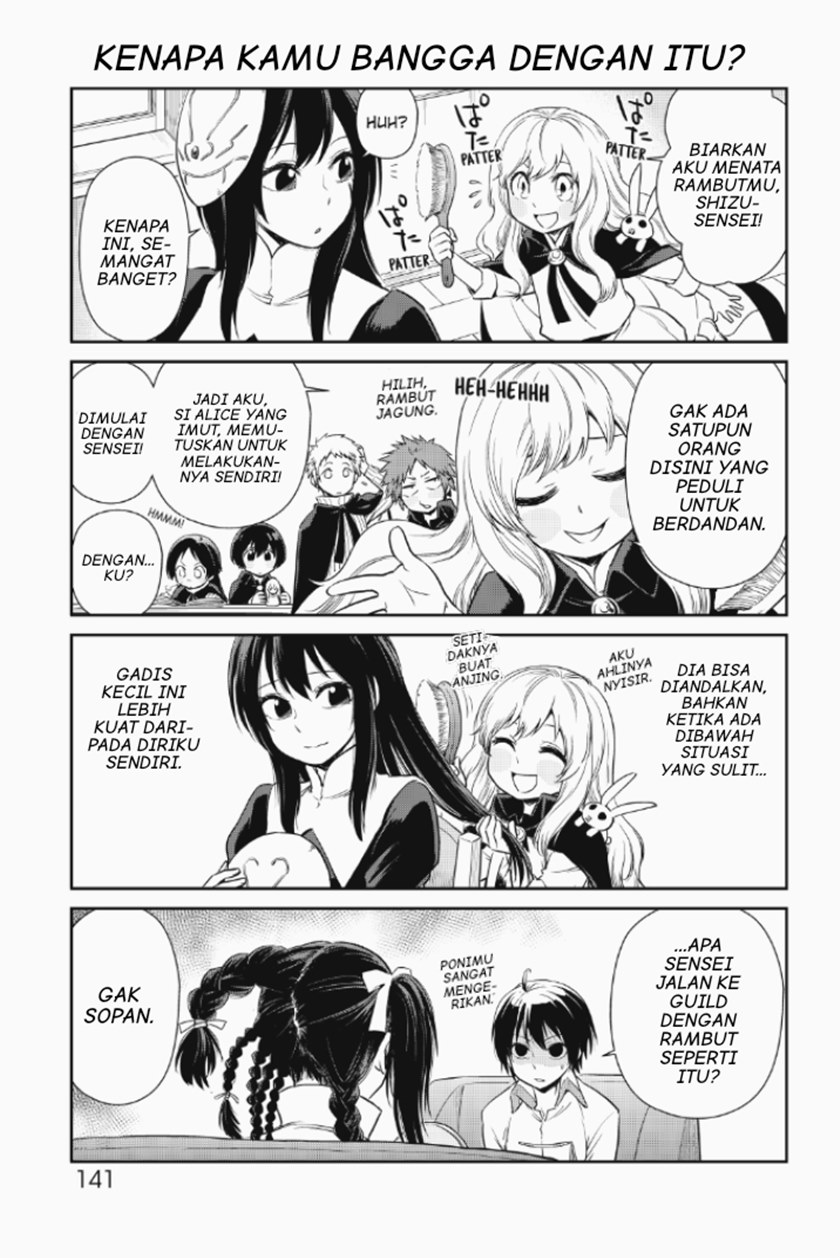 KENAPA KAMU BANGGA DENGAN ITU?
BIARKAN
AKU MENATA
RAMBUTMU,
SHIZU-
SENSEI!
ぱた
PATTER
ぱた
PATTER
ぱた
PATTER
HUH?
KENAPA
INI, SE-
MANGAT
BANGET?
GAK ADA
SATUPUN
ORANG
DISINI YANG
PEDULI
UNTUK
BERDANDAN.
HEH-HEHHH
HILIH,
RAMBUT
JAGUNG.
JADI AKU,
SI ALICE YANG
IMUT, MEMU-
TUSKAN UNTUK
MELAKUKAN-
NYA SENDIRI!
DIMULAI
DENGAN
SENSEI!
HMMM!
DENGAN...
KU?
DIA BISA
DIANDALKAN,
BAHKAN
KETIKA ADA
DIBAWAH
SITUASI
YANG SULIT...
AKU
AHLINYA
NYISIR.
SETI-
DAKNYA
BUAT
ANJING.
GADIS
KECIL INI
LEBIH
KUAT DARI-
PADA DIRIKU
SENDIRI.
...APA
SENSEI
JALAN KE
GUILD
DENGAN
RAMBUT
SEPERTI
ITU?
PONIMU
SANGAT
MENGE-
RIKAN.
GAK
SOPAN.
141